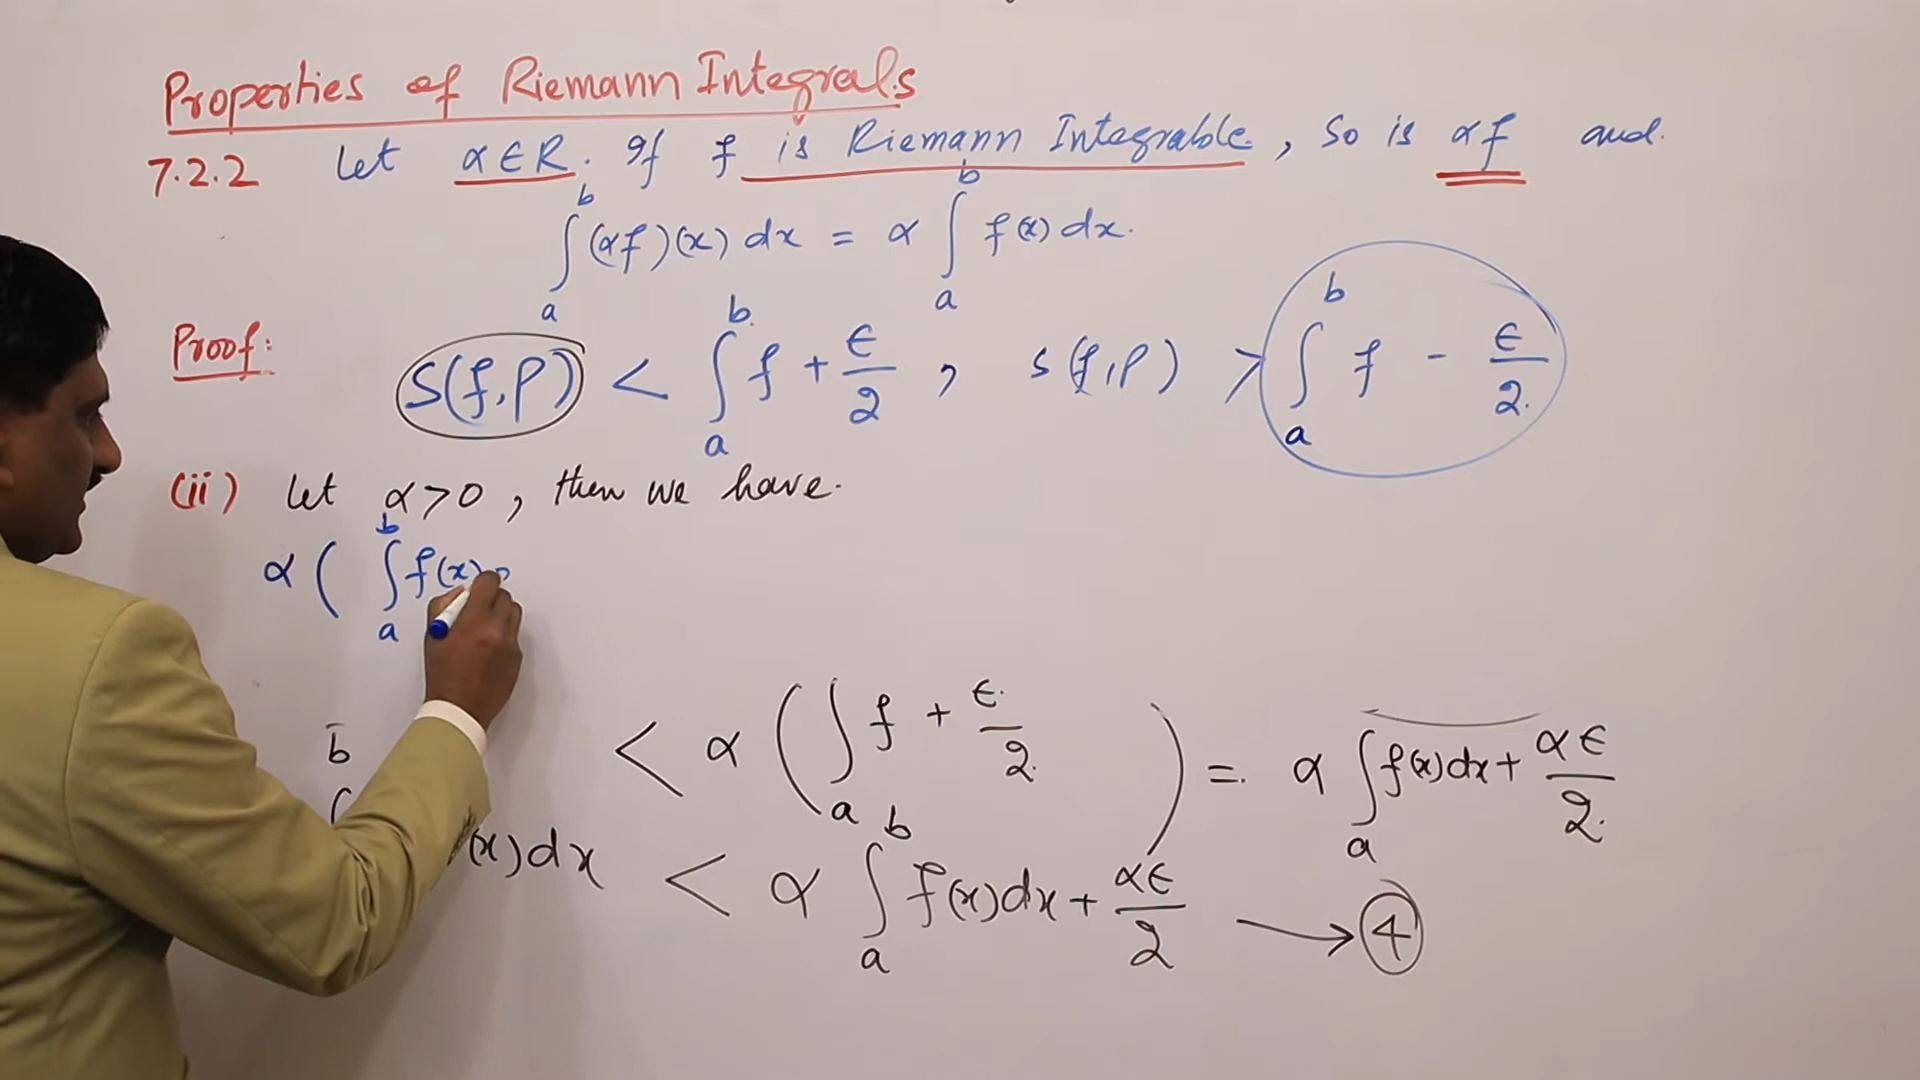 Properties of Riemann Integrals
7.2.2 Let α∈R. If f is Riemann Integrable, so is αf and.
∫_a^b (αf)(x) dx = α ∫_a^b f(x) dx.
Proof: S(f,p) < ∫_a^b f + ε/2 , s(f,p) > ∫_a^b f - ε/2.
(ii) Let α>0, then we have.
α ( ∫_a^b f(x)
< α ( ∫_a f + ε/2. ) =. α ∫_a f(x)dx + αε/2.
b
(x)dx < α ∫_a^b f(x)dx + αε/2 → ④